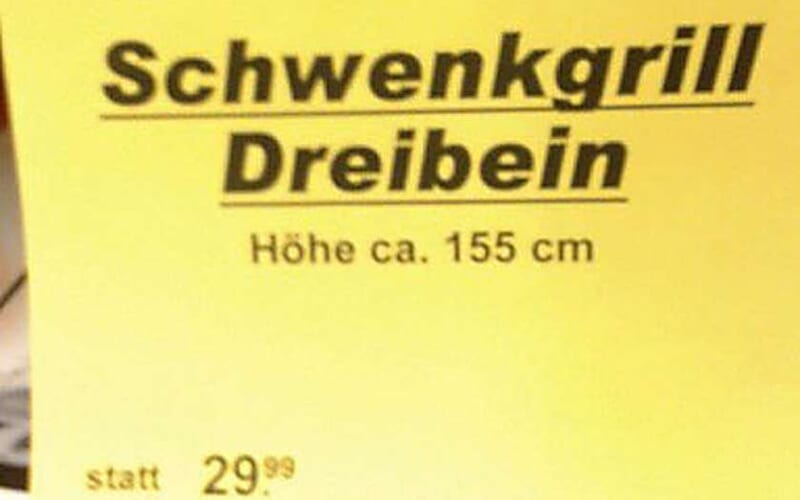 Schwenkgrill
Dreibein
Höhe ca. 155 cm
statt 29.99